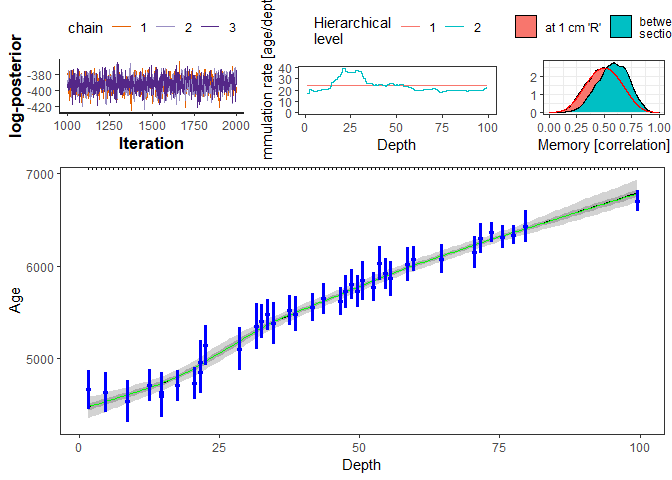 chain 1 2 3
log-posterior
-380
-400
-420
1000 1250 1500 1750 2000
Iteration
Hierarchical
level 1 2
mmulation rate [age/dept
40
30
20
10
0
0 25 50 75 100
Depth
at 1 cm 'R' betwe
sectio
2
1
0
0.00 0.25 0.50 0.75 1.00
Memory [correlation]
7000
6000
5000
Age
0 25 50 75 100
Depth